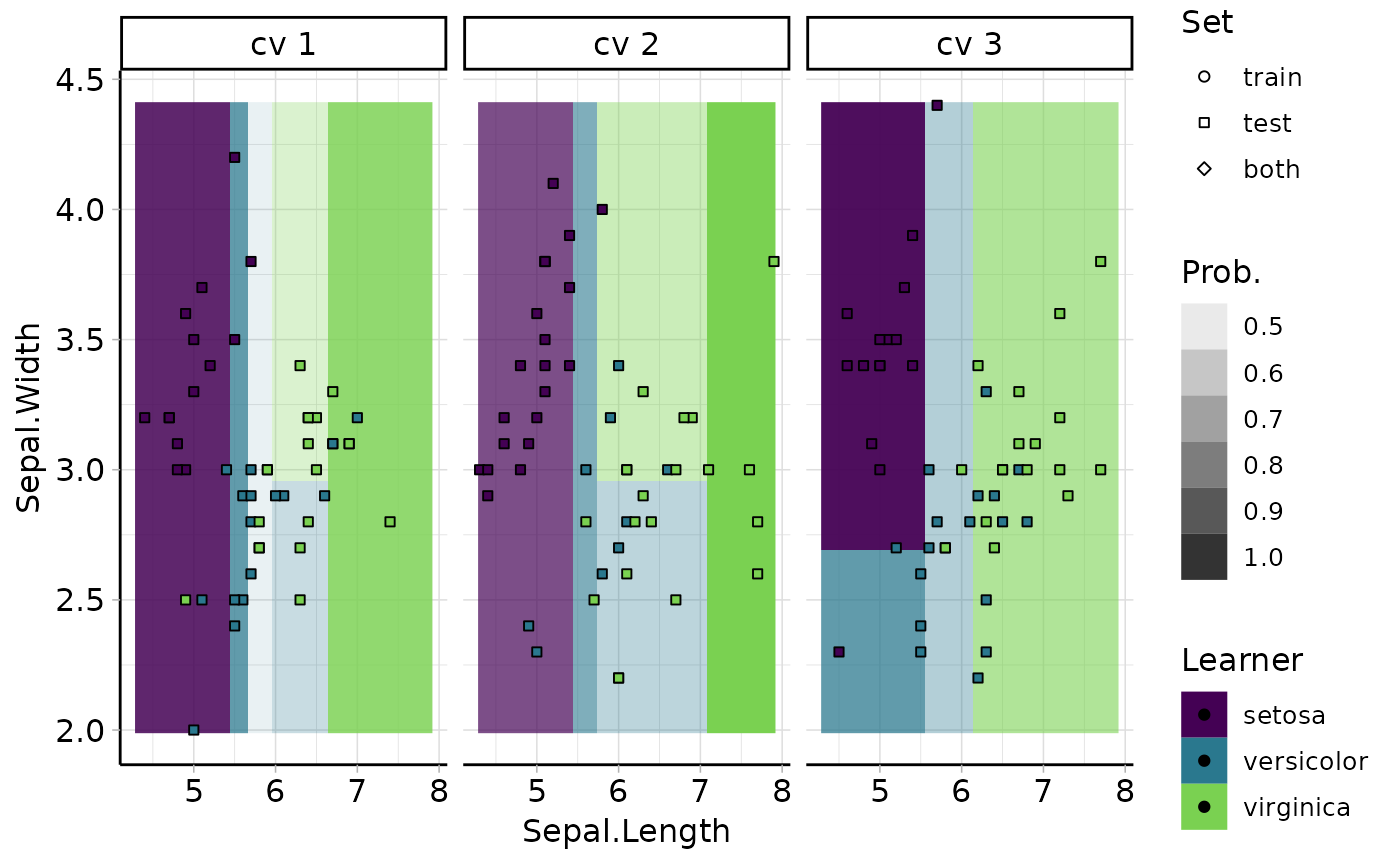 cv 1
cv 2
cv 3
Sepal.Width
4.5
4.0
3.5
3.0
2.5
2.0
5 6 7 8
5 6 7 8
5 6 7 8
Sepal.Length
Set
train
test
both
Prob.
0.5
0.6
0.7
0.8
0.9
1.0
Learner
setosa
versicolor
virginica